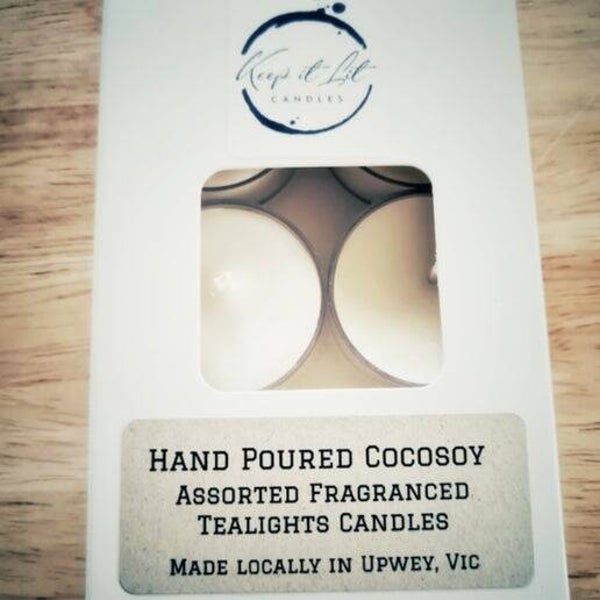 Keep it Lit
CANDLES
HAND POURED COCOSOY
ASSORTED FRAGRANCED
TEALIGHTS CANDLES
MADE LOCALLY IN UPWEY, VIC